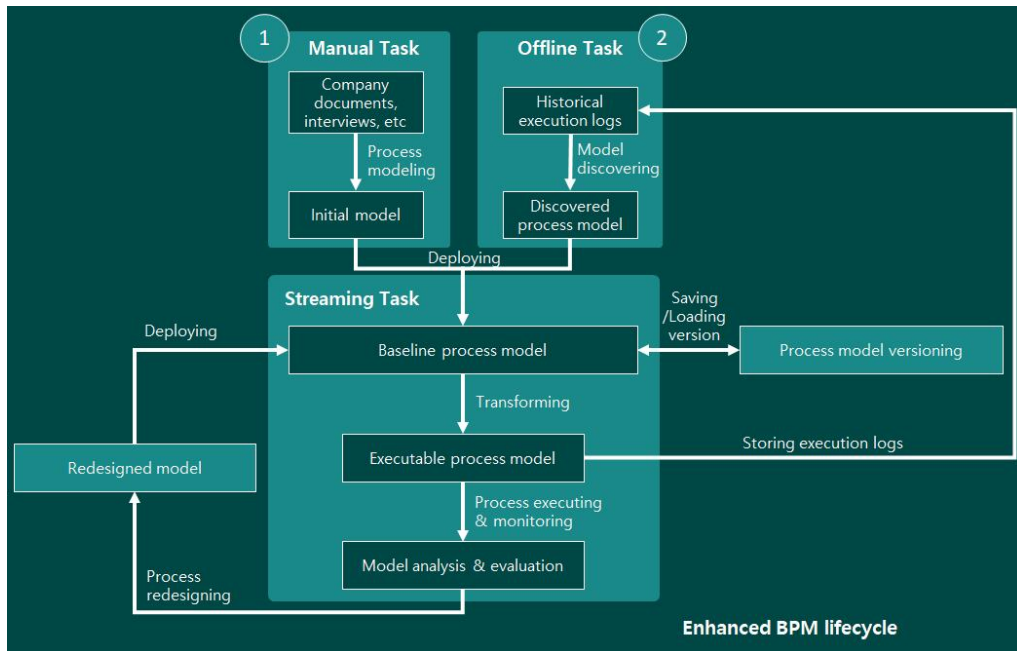 1
Manual Task
Company
documents,
interviews, etc
Process
modeling
Initial model
2
Offline Task
Historical
execution logs
Model
discovering
Discovered
process model
Deploying
Streaming Task
Baseline process model
Saving
/Loading
version
Process model versioning
Deploying
Transforming
Executable process model
Storing execution logs
Redesigned model
Process executing
& monitoring
Model analysis & evaluation
Process
redesigning
Enhanced BPM lifecycle